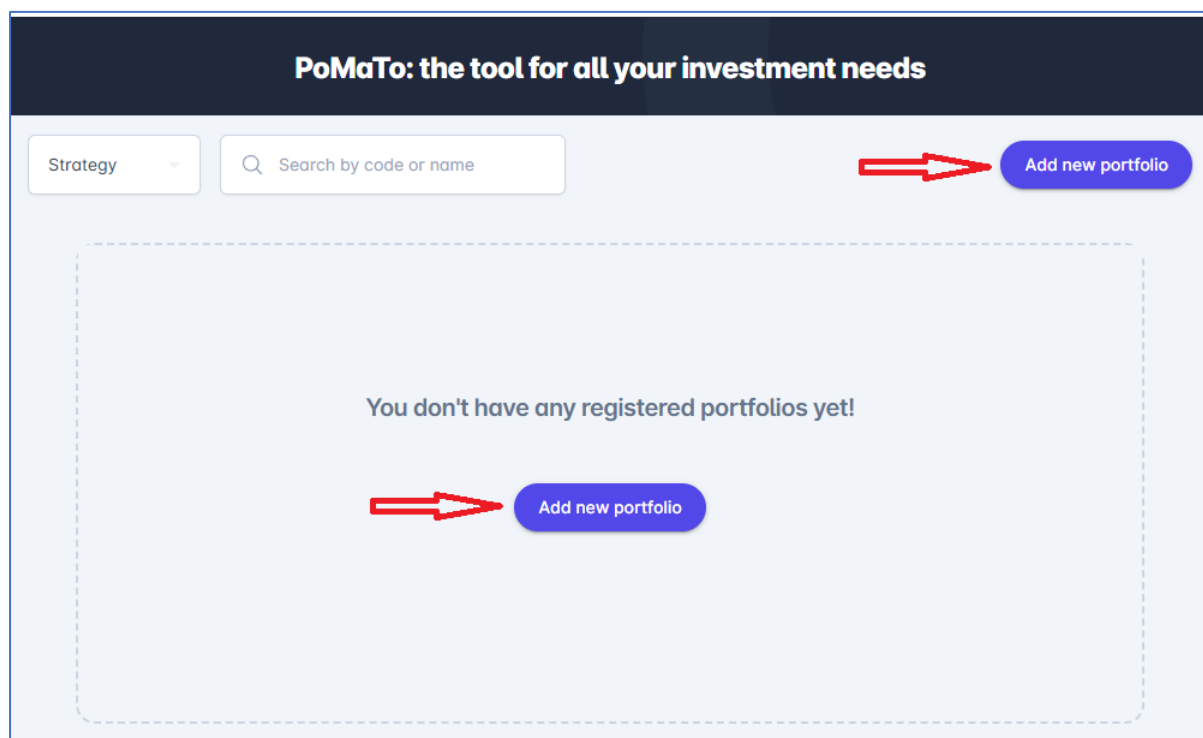 PoMaTo: the tool for all your investment needs
Strategy
Search by code or name
Add new portfolio
You don't have any registered portfolios yet!
Add new portfolio